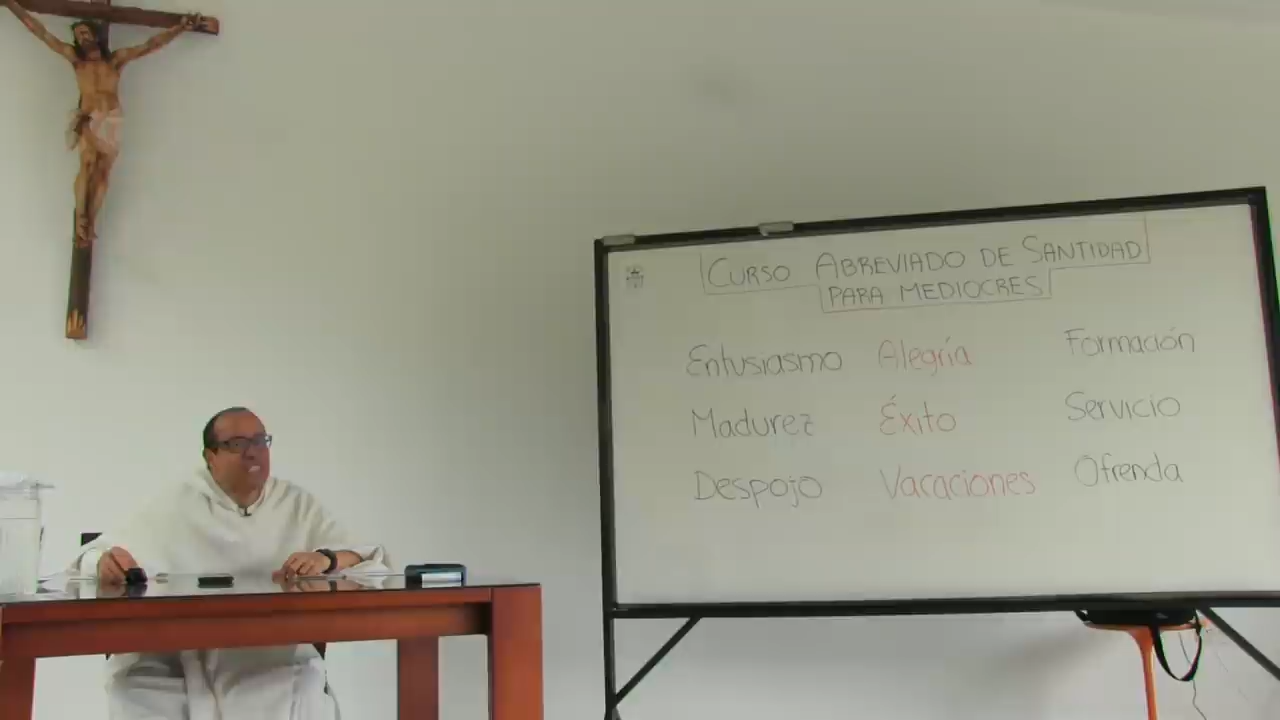 CURSO ABREVIADO DE SANTIDAD
PARA MEDIOCRES
Entusiasmo Alegría Formación
Madurez Éxito Servicio
Despojo Vacaciones Ofrenda